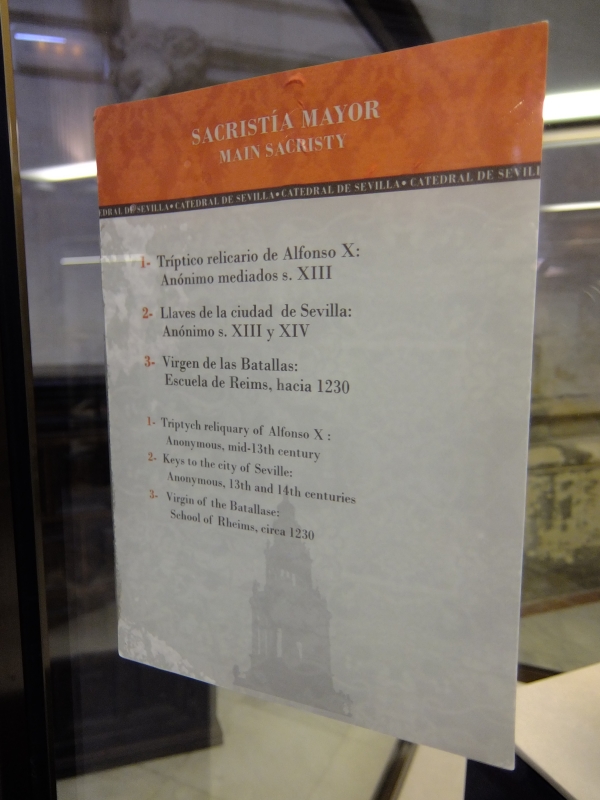 SACRISTÍA MAYOR
MAIN SACRISTY
EDRAL DE SEVILLA • CATEDRAL DE SEVILLA • CATEDRAL DE SEVILLA • CATEDRAL DE SEVILL
1- Tríptico relicario de Alfonso X:
Anónimo mediados s. XIII
2- Llaves de la ciudad de Sevilla:
Anónimo s. XIII y XIV
3- Virgen de las Batallas:
Escuela de Reims, hacia 1230
1- Triptych reliquary of Alfonso X :
Anonymous, mid-13th century
2- Keys to the city of Seville:
Anonymous, 13th and 14th centuries
3- Virgin of the Batallase:
School of Rheims, circa 1230